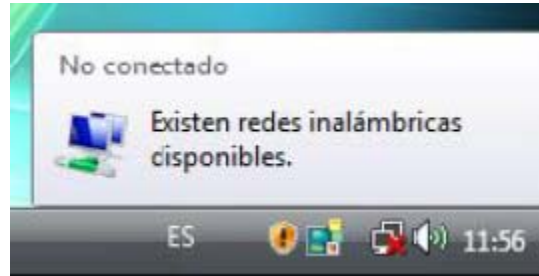 No conectado
Existen redes inalámbricas
disponibles.
ES 11:56